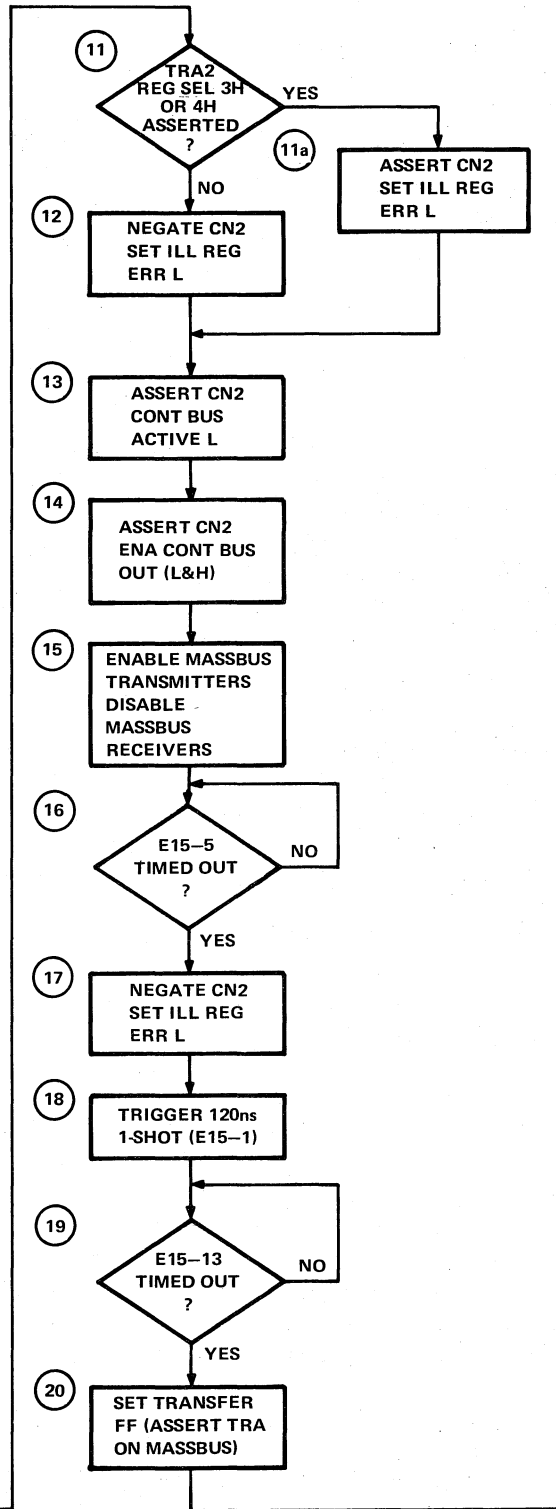 11
TRA2
REG SEL 3H
OR 4H
ASSERTED
?
YES
NO
11a
ASSERT CN2
SET ILL REG
ERR L
12
NEGATE CN2
SET ILL REG
ERR L
13
ASSERT CN2
CONT BUS
ACTIVE L
14
ASSERT CN2
ENA CONT BUS
OUT (L&H)
15
ENABLE MASSBUS
TRANSMITTERS
DISABLE
MASSBUS
RECEIVERS
16
E15–5
TIMED OUT
?
NO
YES
17
NEGATE CN2
SET ILL REG
ERR L
18
TRIGGER 120ns
1-SHOT (E15–1)
19
E15–13
TIMED OUT
?
NO
YES
20
SET TRANSFER
FF (ASSERT TRA
ON MASSBUS)